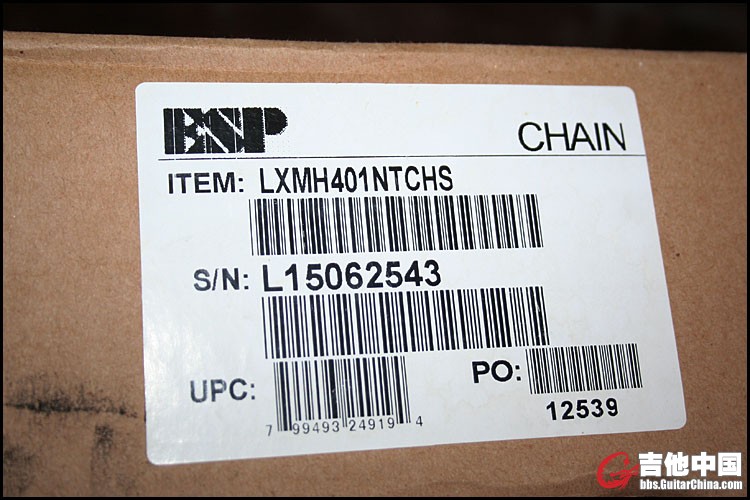 ESP
CHAIN
ITEM: LXMH401NTCHS
S/N: L15062543
UPC:
7 99493 24919 4
PO:
12539
吉他中国
bbs.GuitarChina.com